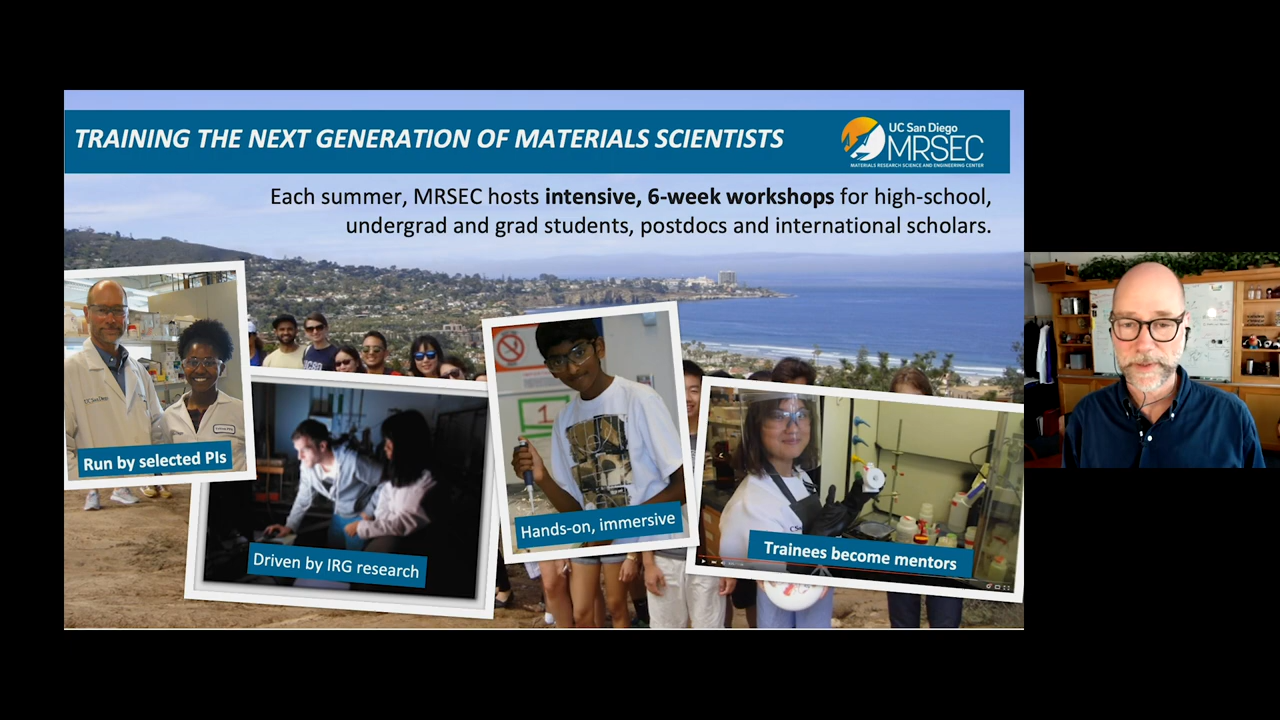 TRAINING THE NEXT GENERATION OF MATERIALS SCIENTISTS
UC San Diego
MRSEC
MATERIALS RESEARCH SCIENCE AND ENGINEERING CENTER
Each summer, MRSEC hosts intensive, 6-week workshops for high-school,
undergrad and grad students, postdocs and international scholars.
Run by selected PIs
Driven by IRG research
1
Hands-on, immersive
Trainees become mentors